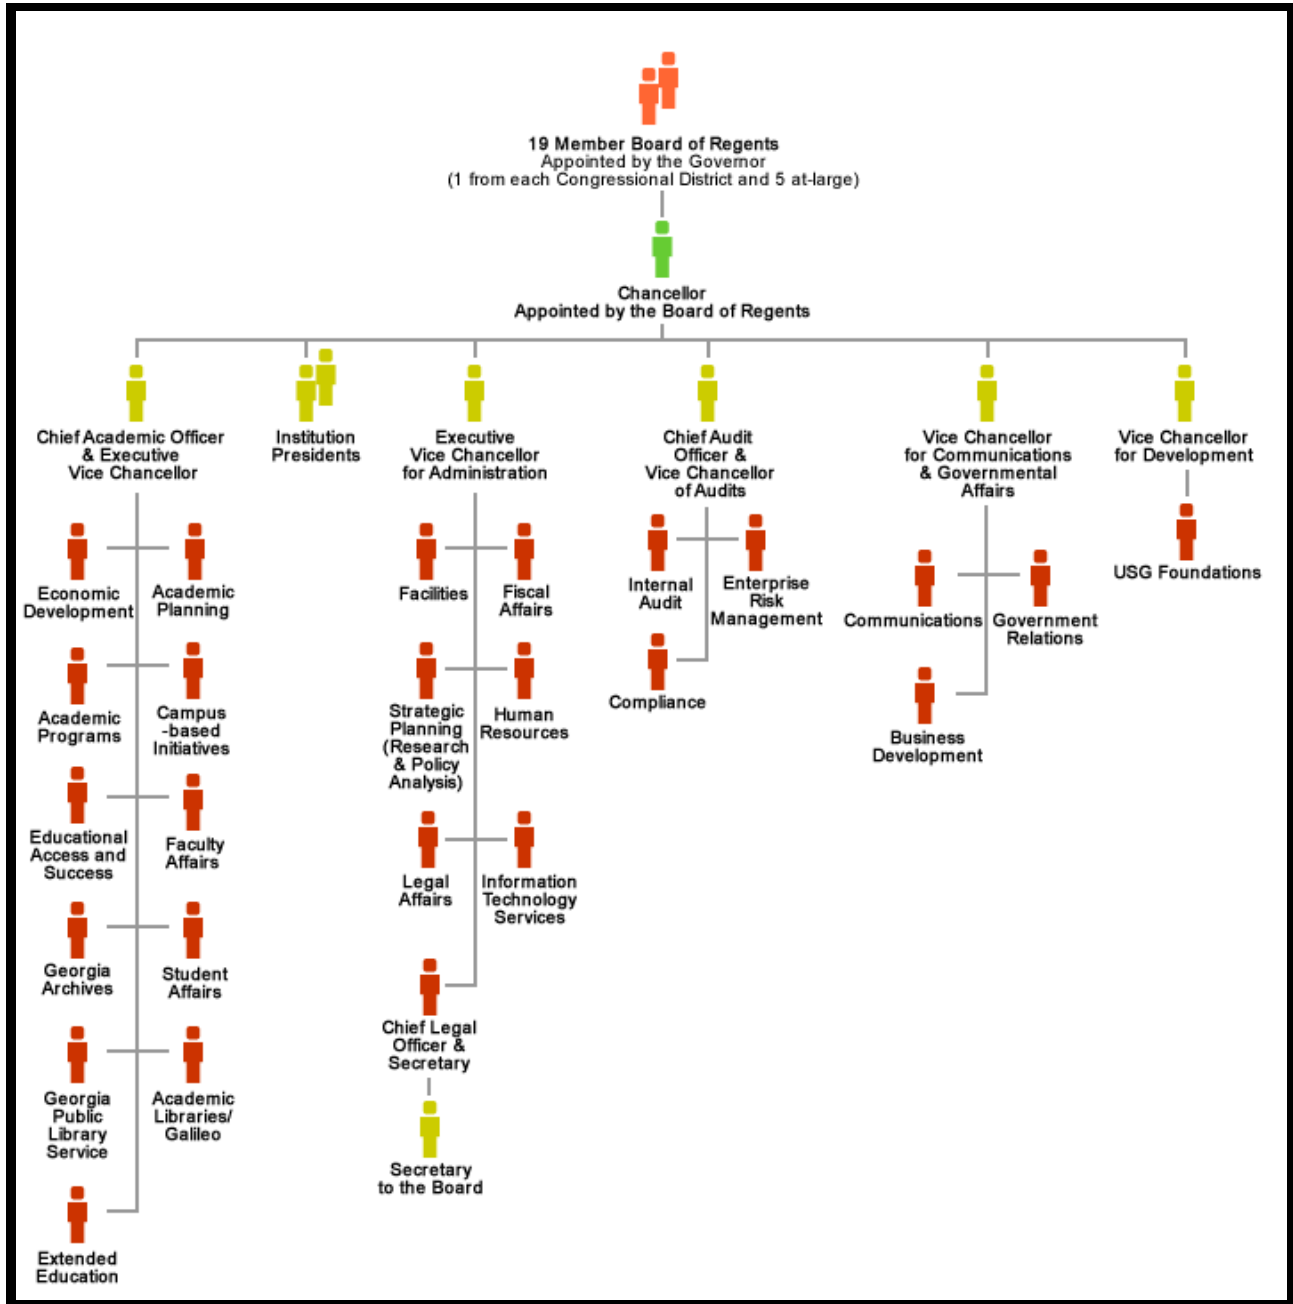 19 Member Board of Regents
Appointed by the Governor
(1 from each Congressional District and 5 at-large)
Chancellor
Appointed by the Board of Regents
Chief Academic Officer
& Executive
Vice Chancellor
Institution
Presidents
Executive
Vice Chancellor
for Administration
Chief Audit
Officer &
Vice Chancellor
of Audits
Vice Chancellor
for Communications
& Governmental
Affairs
Vice Chancellor
for Development
Economic
Development
Academic
Planning
Academic
Programs
Campus
-based
Initiatives
Educational
Access and
Success
Faculty
Affairs
Georgia
Archives
Student
Affairs
Georgia
Public
Library
Service
Academic
Libraries/
Galileo
Extended
Education
Facilities
Fiscal
Affairs
Strategic
Planning
(Research
& Policy
Analysis)
Human
Resources
Legal
Affairs
Information
Technology
Services
Chief Legal
Officer &
Secretary
Secretary
to the Board
Internal
Audit
Enterprise
Risk
Management
Compliance
Communications
Government
Relations
Business
Development
USG Foundations